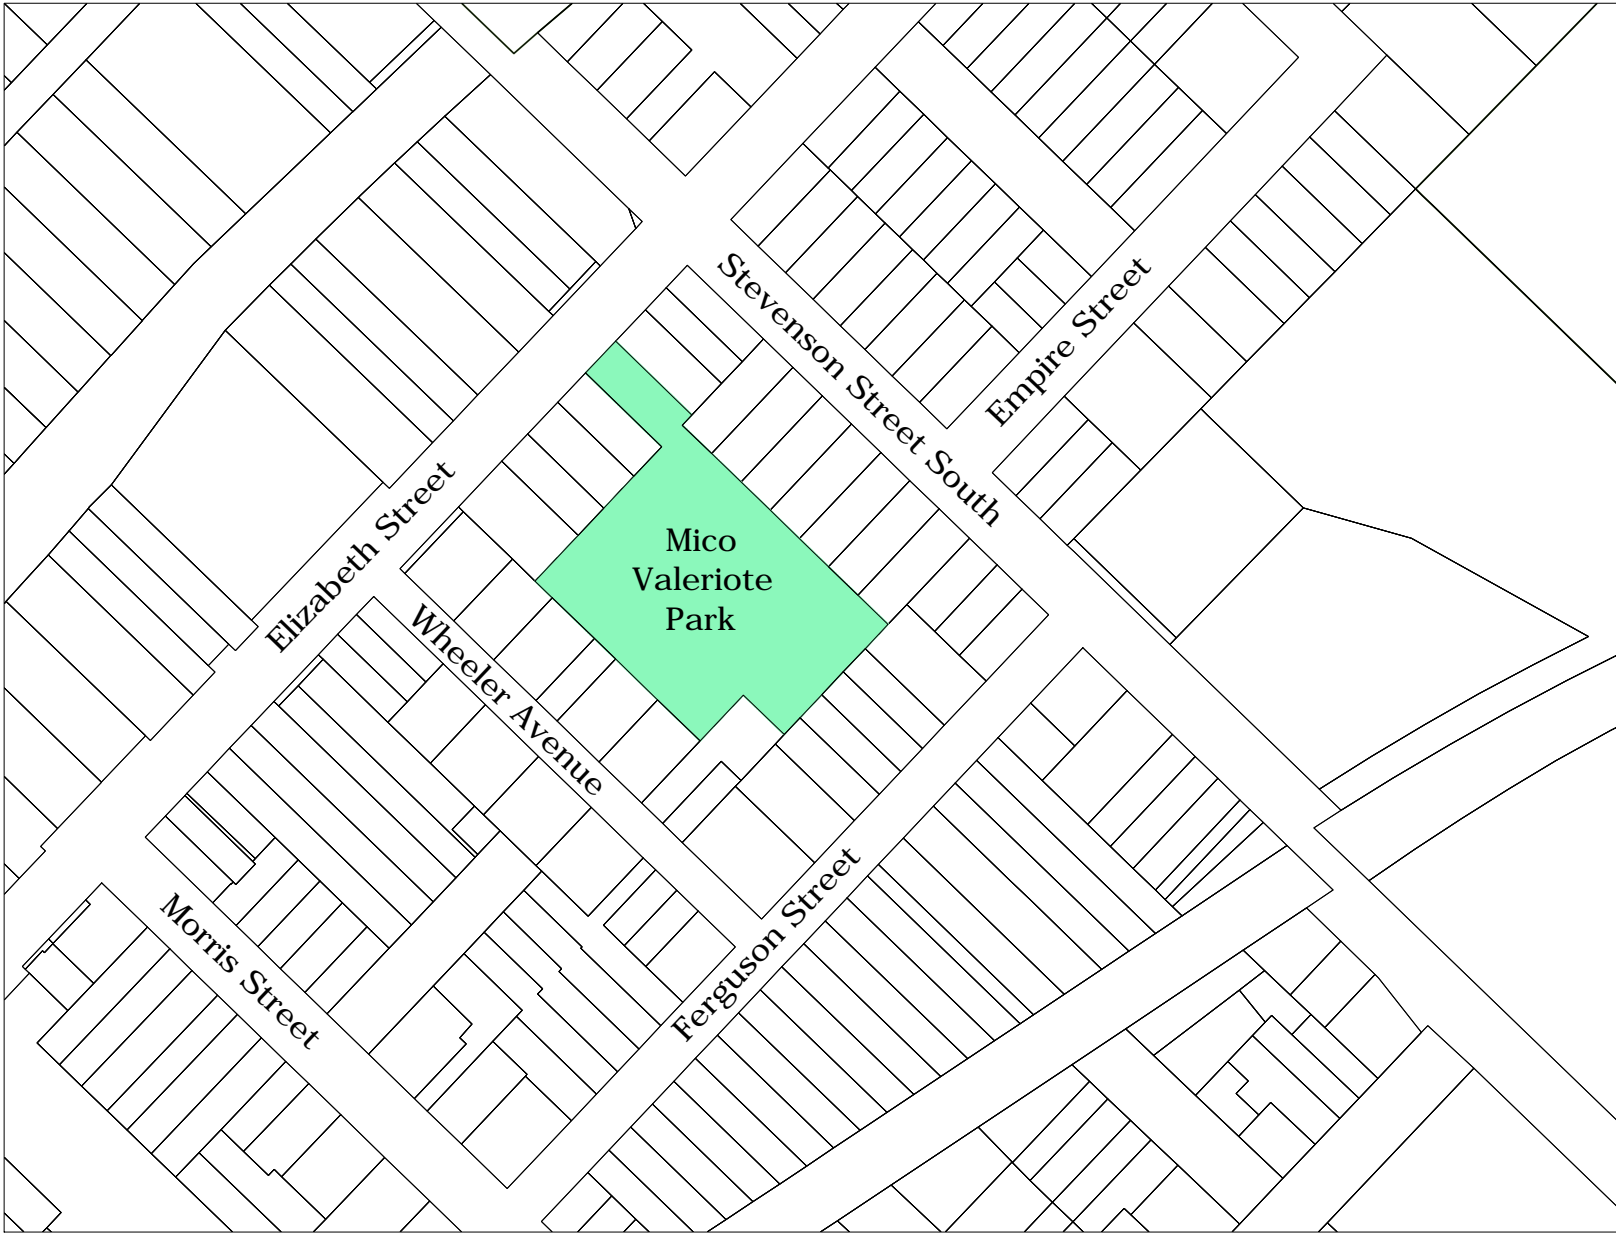 Stevenson Street South
Empire Street
Elizabeth Street
Mico
Valeriote
Park
Wheeler Avenue
Ferguson Street
Morris Street